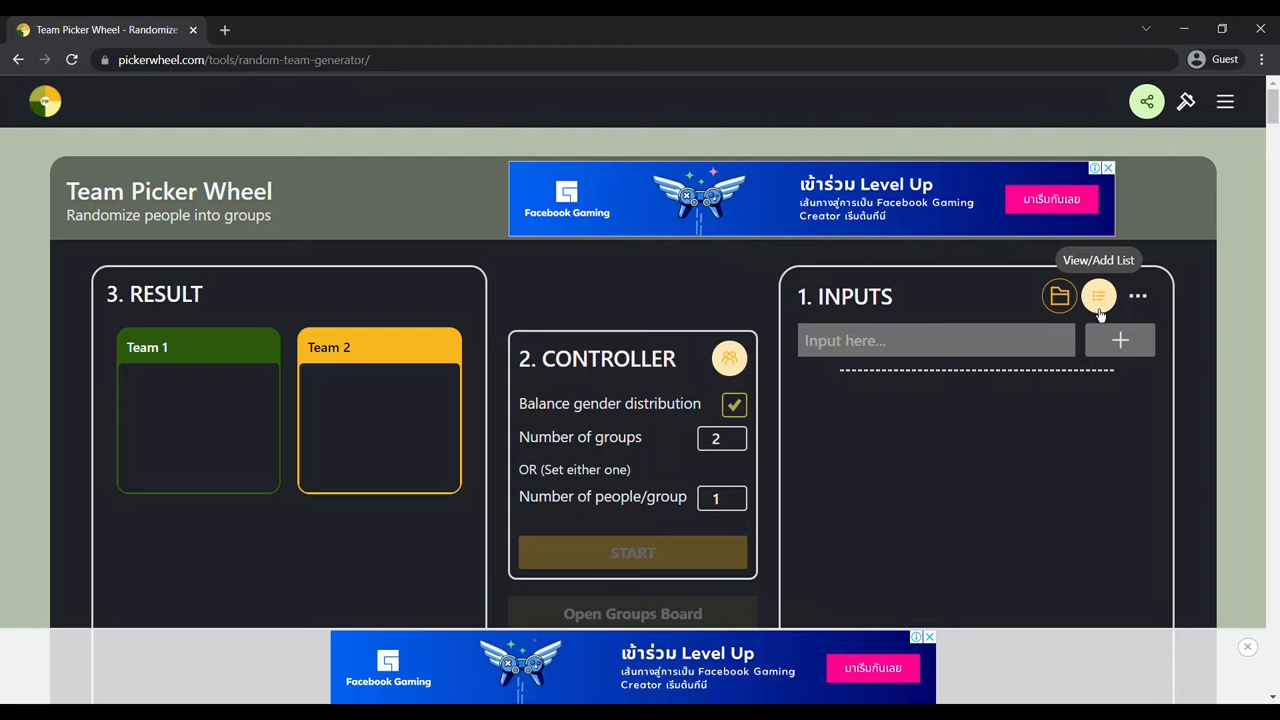 Team Picker Wheel - Randomize
pickerwheel.com/tools/random-team-generator/
Guest
Team Picker Wheel
Randomize people into groups
Facebook Gaming
เข้าร่วม Level Up
เส้นทางสู่การเป็น Facebook Gaming
Creator เริ่มต้นที่นี่
มาเริ่มกันเลย
View/Add List
3. RESULT
Team 1
Team 2
2. CONTROLLER
Balance gender distribution
Number of groups
2
OR (Set either one)
Number of people/group
1
START
Open Groups Board
1. INPUTS
Input here...
Facebook Gaming
เข้าร่วม Level Up
เส้นทางสู่การเป็น Facebook Gaming
Creator เริ่มต้นที่นี่
มาเริ่มกันเลย